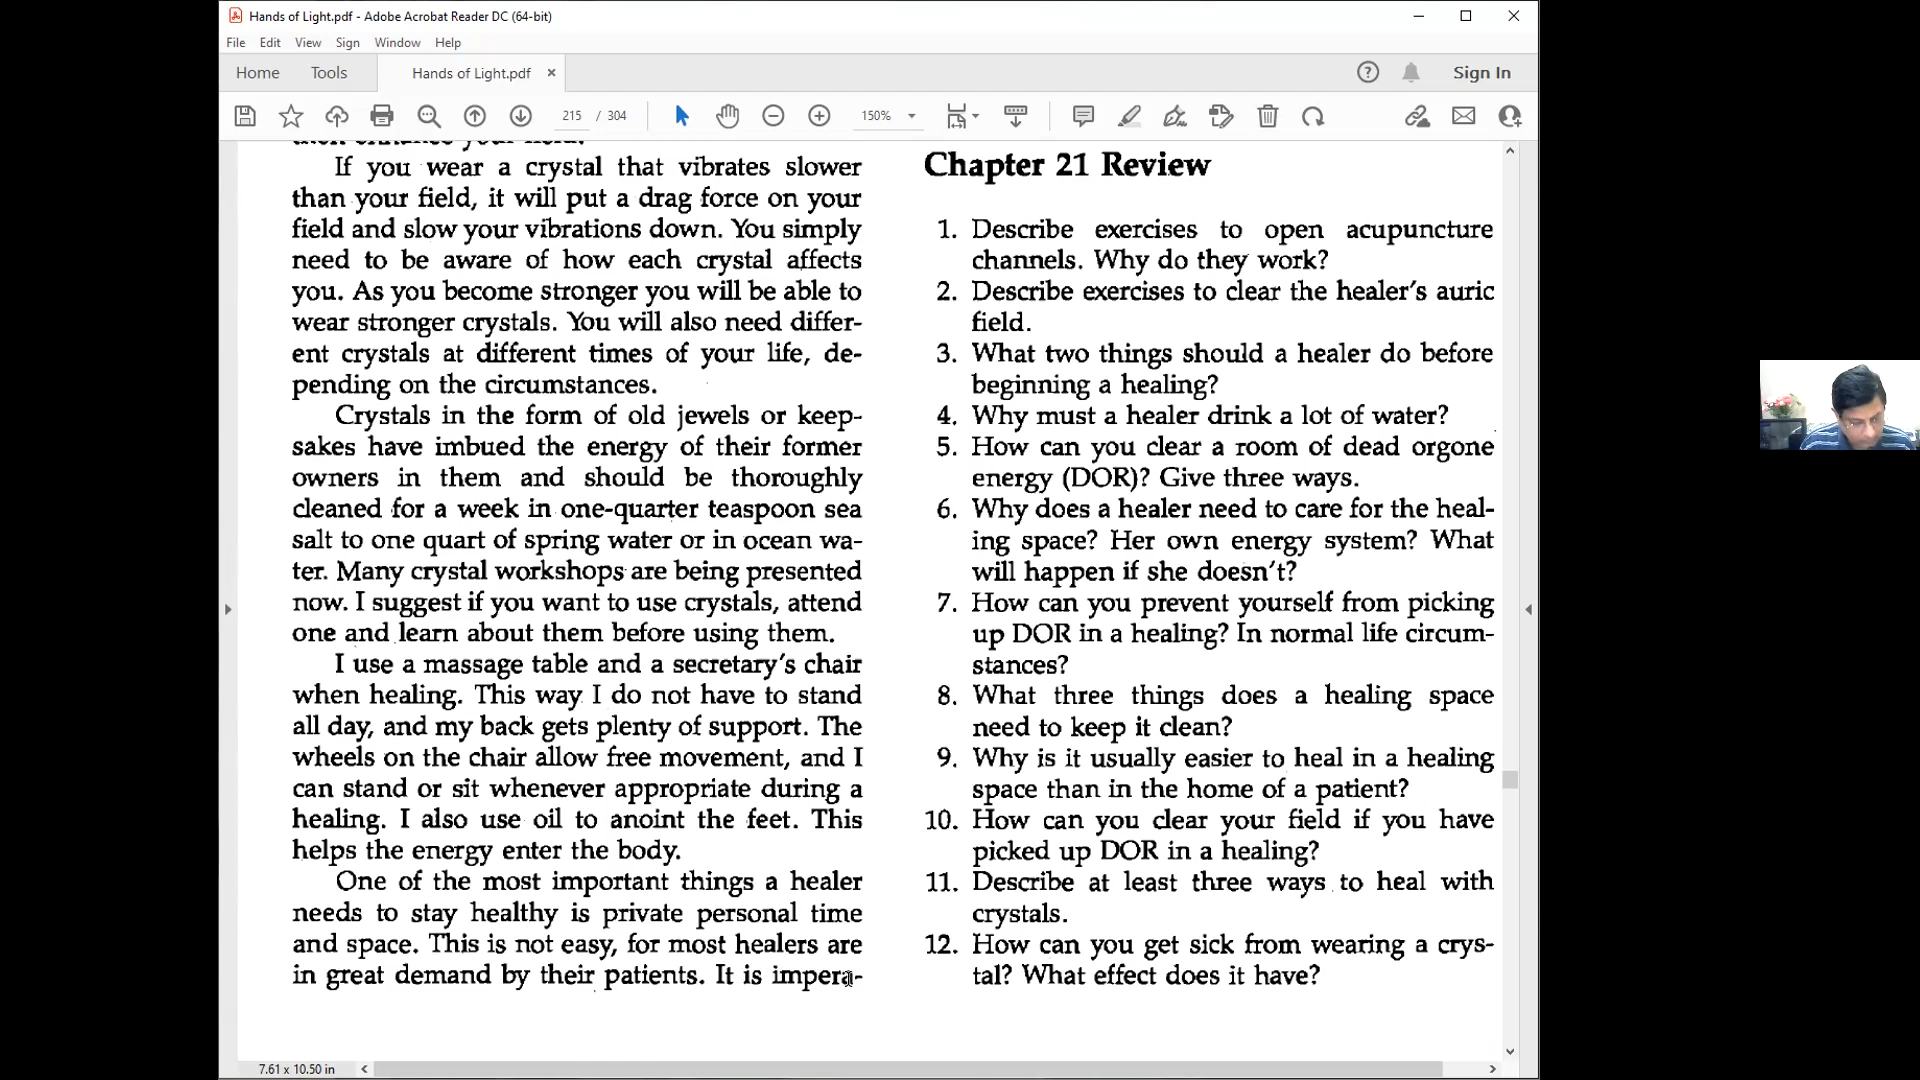 Hands of Light.pdf - Adobe Acrobat Reader DC (64-bit)
File Edit View Sign Window Help
Home Tools Hands of Light.pdf Sign In
215 / 304 150%
then enhance your field.
If you wear a crystal that vibrates slower
than your field, it will put a drag force on your
field and slow your vibrations down. You simply
need to be aware of how each crystal affects
you. As you become stronger you will be able to
wear stronger crystals. You will also need differ-
ent crystals at different times of your life, de-
pending on the circumstances.
Crystals in the form of old jewels or keep-
sakes have imbued the energy of their former
owners in them and should be thoroughly
cleaned for a week in one-quarter teaspoon sea
salt to one quart of spring water or in ocean wa-
ter. Many crystal workshops are being presented
now. I suggest if you want to use crystals, attend
one and learn about them before using them.
I use a massage table and a secretary's chair
when healing. This way I do not have to stand
all day, and my back gets plenty of support. The
wheels on the chair allow free movement, and I
can stand or sit whenever appropriate during a
healing. I also use oil to anoint the feet. This
helps the energy enter the body.
One of the most important things a healer
needs to stay healthy is private personal time
and space. This is not easy, for most healers are
in great demand by their patients. It is impera-
Chapter 21 Review
1. Describe exercises to open acupuncture
channels. Why do they work?
2. Describe exercises to clear the healer's auric
field.
3. What two things should a healer do before
beginning a healing?
4. Why must a healer drink a lot of water?
5. How can you clear a room of dead orgone
energy (DOR)? Give three ways.
6. Why does a healer need to care for the heal-
ing space? Her own energy system? What
will happen if she doesn't?
7. How can you prevent yourself from picking
up DOR in a healing? In normal life circum-
stances?
8. What three things does a healing space
need to keep it clean?
9. Why is it usually easier to heal in a healing
space than in the home of a patient?
10. How can you clear your field if you have
picked up DOR in a healing?
11. Describe at least three ways to heal with
crystals.
12. How can you get sick from wearing a crys-
tal? What effect does it have?
7.61 x 10.50 in